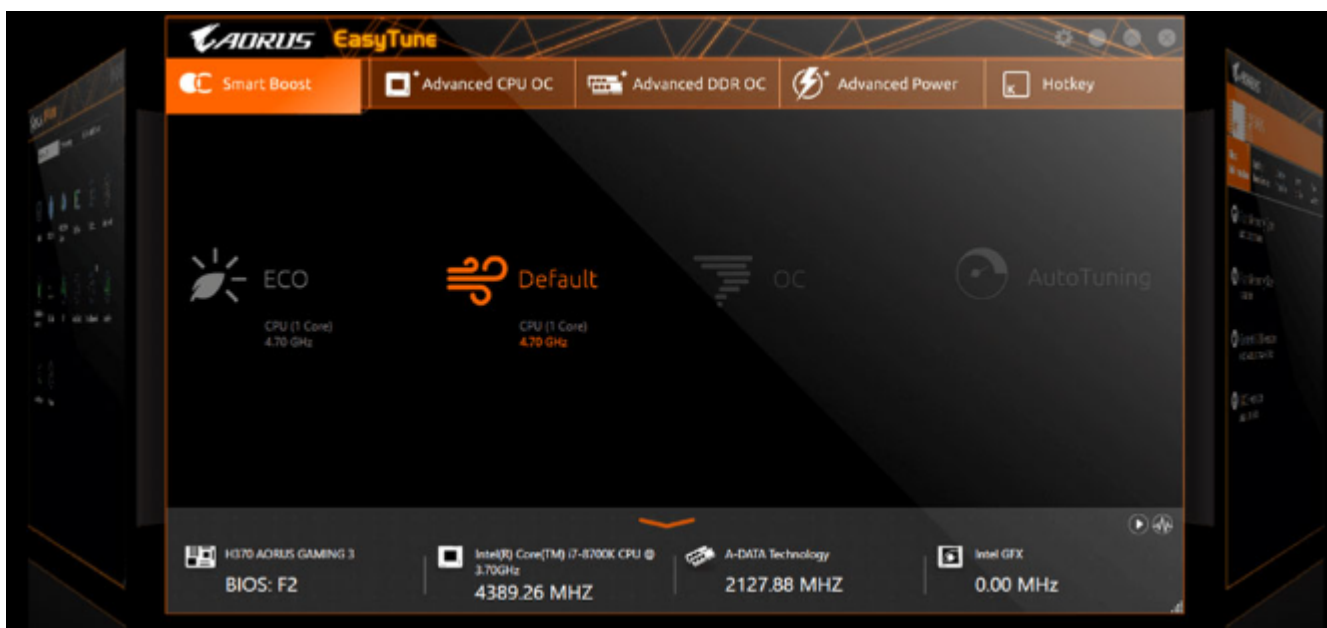 AORUS EasyTune
Smart Boost
Advanced CPU OC
Advanced DDR OC
Advanced Power
K
Hotkey
ECO
CPU (1 Core)
4.70 GHz
Default
CPU (1 Core)
4.70 GHz
OC
AutoTuning
H370 AORUS GAMING 3
BIOS: F2
Intel(R) Core(TM) i7-8700K CPU @
3.70GHz
4389.26 MHZ
A-DATA Technology
2127.88 MHZ
Intel GFX
0.00 MHz